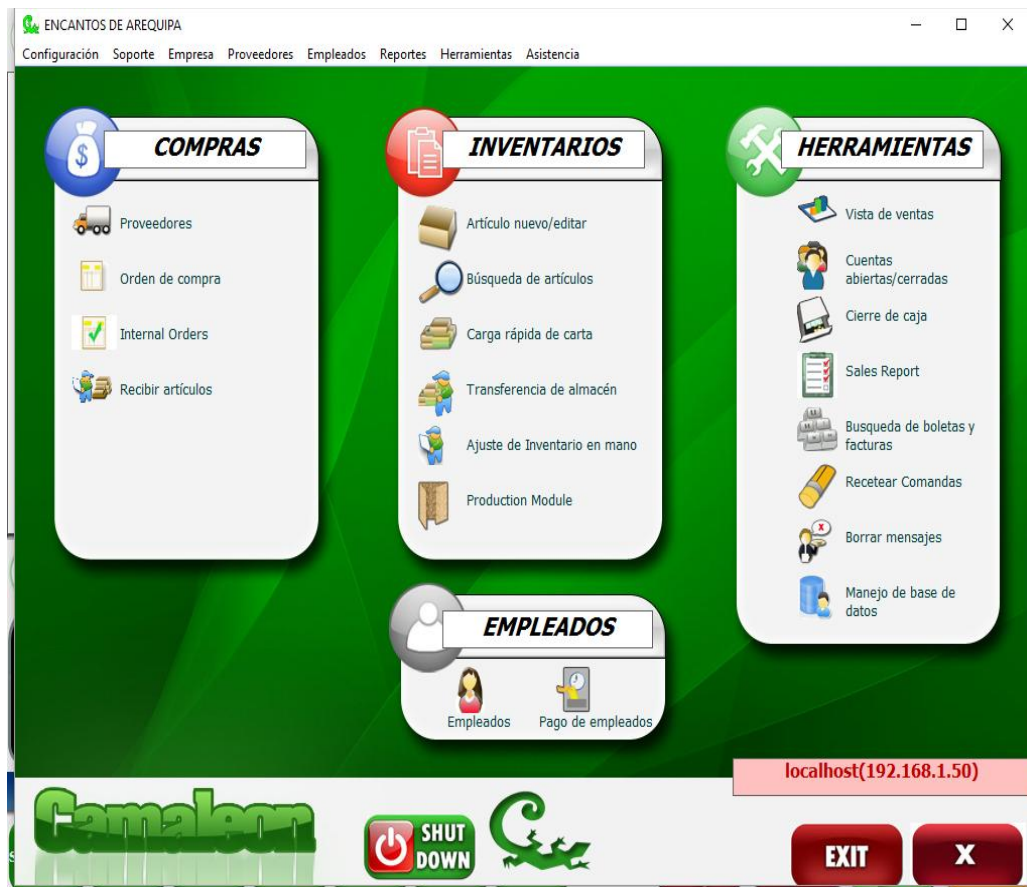 ENCANTOS DE AREQUIPA
Configuración Soporte Empresa Proveedores Empleados Reportes Herramientas Asistencia
COMPRAS
Proveedores
Orden de compra
Internal Orders
Recibir artículos
INVENTARIOS
Artículo nuevo/editar
Búsqueda de artículos
Carga rápida de carta
Transferencia de almacén
Ajuste de Inventario en mano
Production Module
HERRAMIENTAS
Vista de ventas
Cuentas
abiertas/cerradas
Cierre de caja
Sales Report
Busqueda de boletas y
facturas
Recetear Comandas
Borrar mensajes
Manejo de base de
datos
EMPLEADOS
Empleados
Pago de empleados
localhost(192.168.1.50)
Camaleon
SHUT
DOWN
EXIT
X